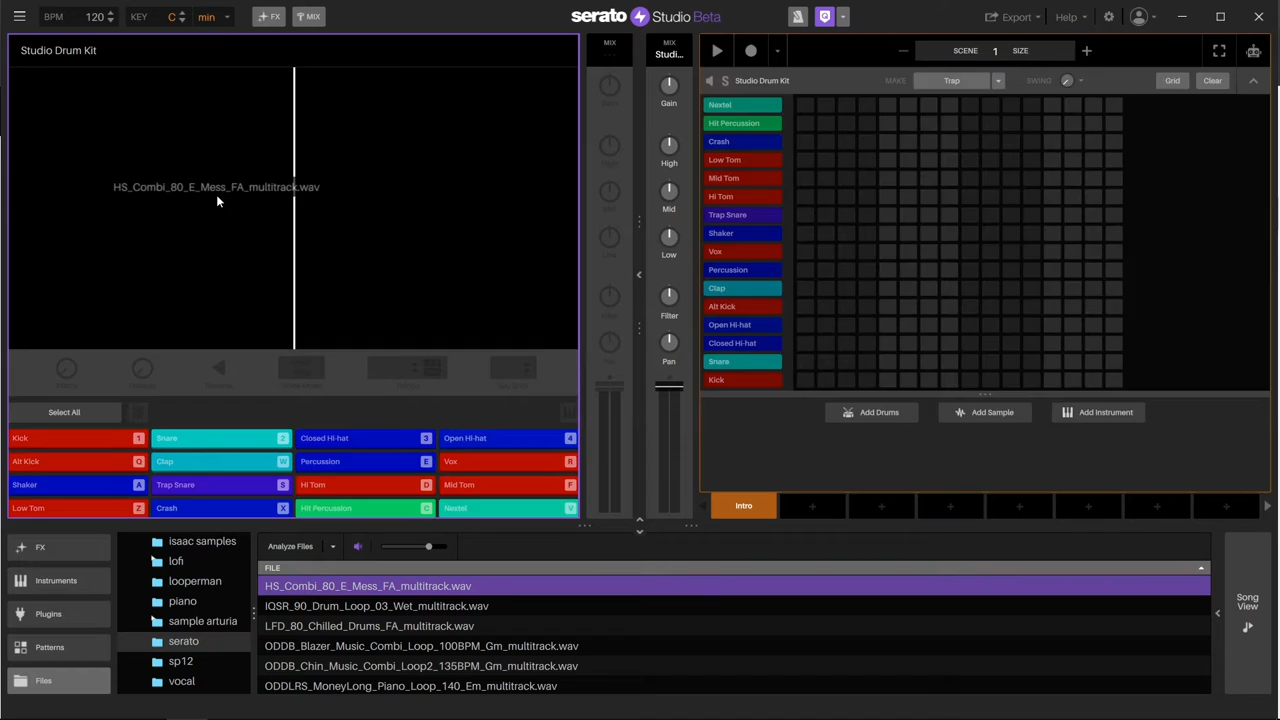 BPM 120 KEY C min FX MIX serato Studio Beta Export Help
Studio Drum Kit
HS_Combi_80_E_Mess_FA_multitrack.wav
Select All
Kick 1 Snare 2 Closed Hi-hat 3 Open Hi-hat 4
Alt Kick Q Clap W Percussion E Vox R
Shaker A Trap Snare S Hi Tom D Mid Tom F
Low Tom Z Crash X Hit Percussion C Nextel V
MIX
MIX
Studi...
Gain
High
Mid
Low
Filter
Pan
Gain
High
Filter
SCENE 1 SIZE
S Studio Drum Kit MAKE Trap SWING Grid Clear
Nextel
Hit Percussion
Crash
Low Tom
Mid Tom
Hi Tom
Trap Snare
Shaker
Vox
Percussion
Clap
Alt Kick
Open Hi-hat
Closed Hi-hat
Snare
Kick
Add Drums Add Sample Add Instrument
Intro
FX
Instruments
Plugins
Patterns
Files
isaac samples
lofi
looperman
piano
sample arturia
serato
sp12
vocal
Analyze Files
FILE
HS_Combi_80_E_Mess_FA_multitrack.wav
IQSR_90_Drum_Loop_03_Wet_multitrack.wav
LFD_80_Chilled_Drums_FA_multitrack.wav
ODDB_Blazer_Music_Combi_Loop_100BPM_Gm_multitrack.wav
ODDB_Chin_Music_Combi_Loop2_135BPM_Gm_multitrack.wav
ODDLRS_MoneyLong_Piano_Loop_140_Em_multitrack.wav
Song
View